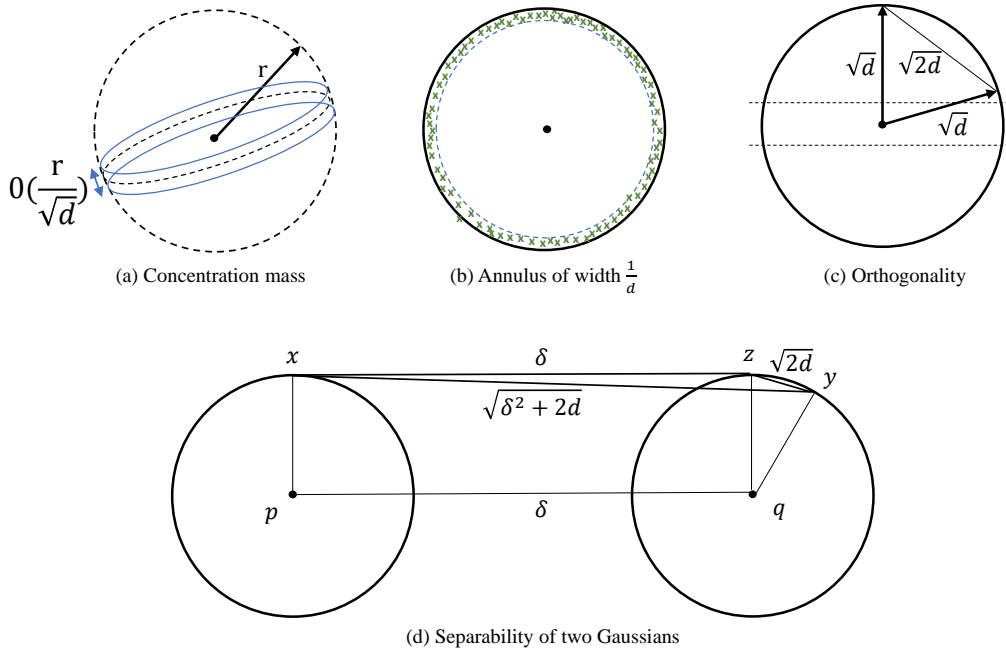 r
0(r/√d)
(a) Concentration mass
(b) Annulus of width 1/d
√d
√2d
√d
(c) Orthogonality
x
δ
z
√2d
y
√δ² + 2d
p
δ
q
(d) Separability of two Gaussians